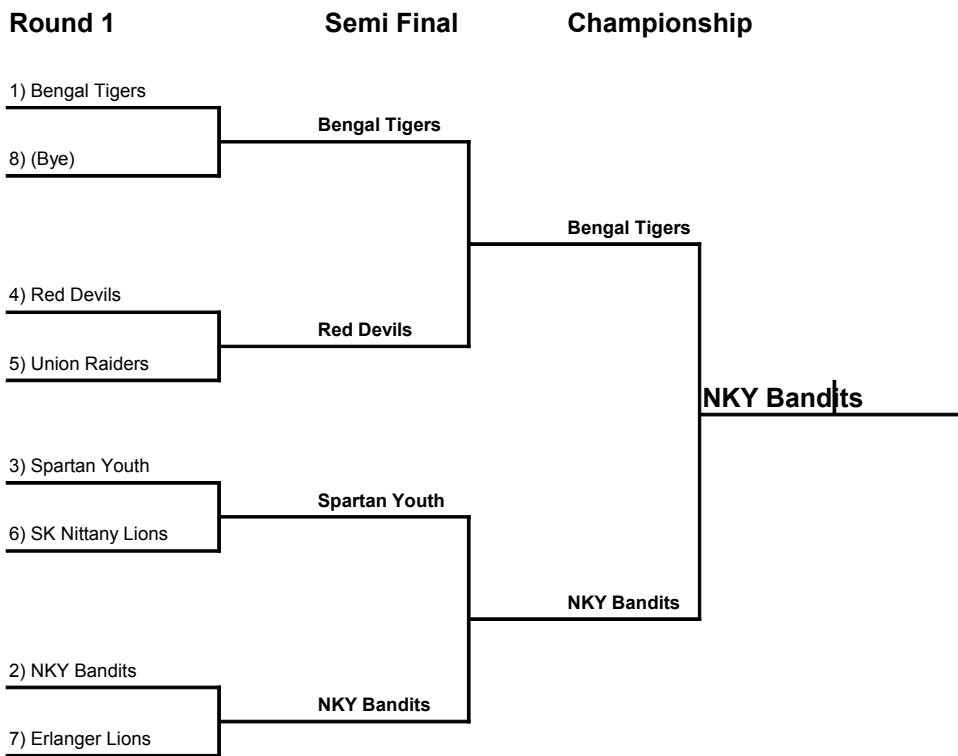 Round 1 Semi Final Championship
1) Bengal Tigers
Bengal Tigers
8) (Bye)
Bengal Tigers
4) Red Devils
Red Devils
5) Union Raiders
NKY Bandits
3) Spartan Youth
Spartan Youth
6) SK Nittany Lions
NKY Bandits
2) NKY Bandits
NKY Bandits
7) Erlanger Lions